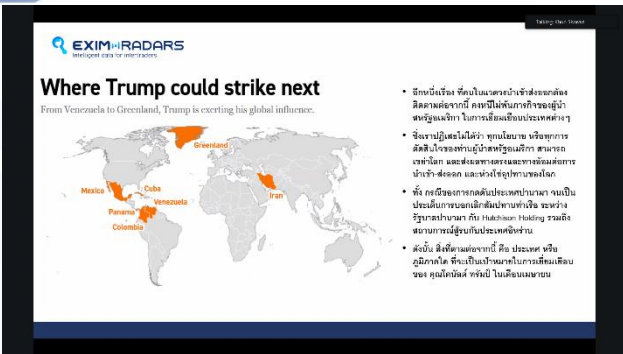 EXIM RADARS
Intelligent data for intertraders
Where Trump could strike next
From Venezuela to Greenland, Trump is exerting his global influence.
Greenland
Mexico
Cuba
Venezuela
Panama
Colombia
Iran
• อีกหนึ่งเรื่อง ที่คนในแวดวงนำเข้าส่งออกต้อง
ติดตามต่อจากนี้ คงหนีไม่พ้นภารกิจของผู้นำ
สหรัฐอเมริกา ในการเยี่ยมเยือนประเทศต่างๆ
• ซึ่งเราปฏิเสธไม่ได้ว่า ทุกนโยบาย หรือทุกการ
ตัดสินใจของท่านผู้นำสหรัฐอเมริกา สามารถ
เขย่าโลก และส่งผลทางตรงและทางอ้อมต่อการ
นำเข้า-ส่งออก และห่วงโซ่อุปทานของโลก
• ทั้ง กรณีของการกดดันประเทศปานามา จนเป็น
ประเด็นการบอกเลิกสัมปทานท่าเรือ ระหว่าง
รัฐบาลปานามา กับ Hutchison Holding รวมถึง
สถานการณ์สู้รบกับประเทศอิหร่าน
• ดังนั้น สิ่งที่ตามต่อจากนี้ คือ ประเทศ หรือ
ภูมิภาคใด ที่จะเป็นเป้าหมายในการเยี่ยมเยือน
ของ คุณโดนัลด์ ทรัมป์ ในเดือนเมษายน